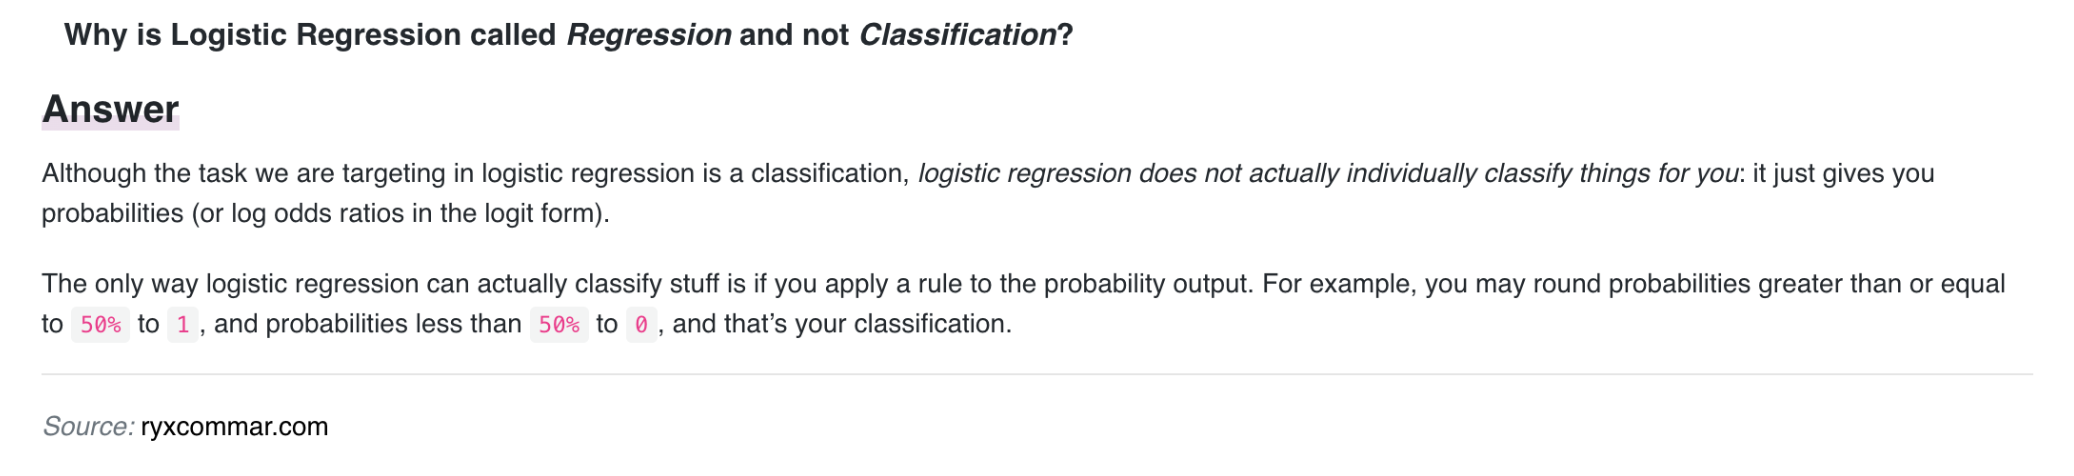 Why is Logistic Regression called Regression and not Classification?
Answer
Although the task we are targeting in logistic regression is a classification, logistic regression does not actually individually classify things for you: it just gives you
probabilities (or log odds ratios in the logit form).
The only way logistic regression can actually classify stuff is if you apply a rule to the probability output. For example, you may round probabilities greater than or equal
to 50% to 1 , and probabilities less than 50% to 0 , and that’s your classification.
Source: ryxcommar.com